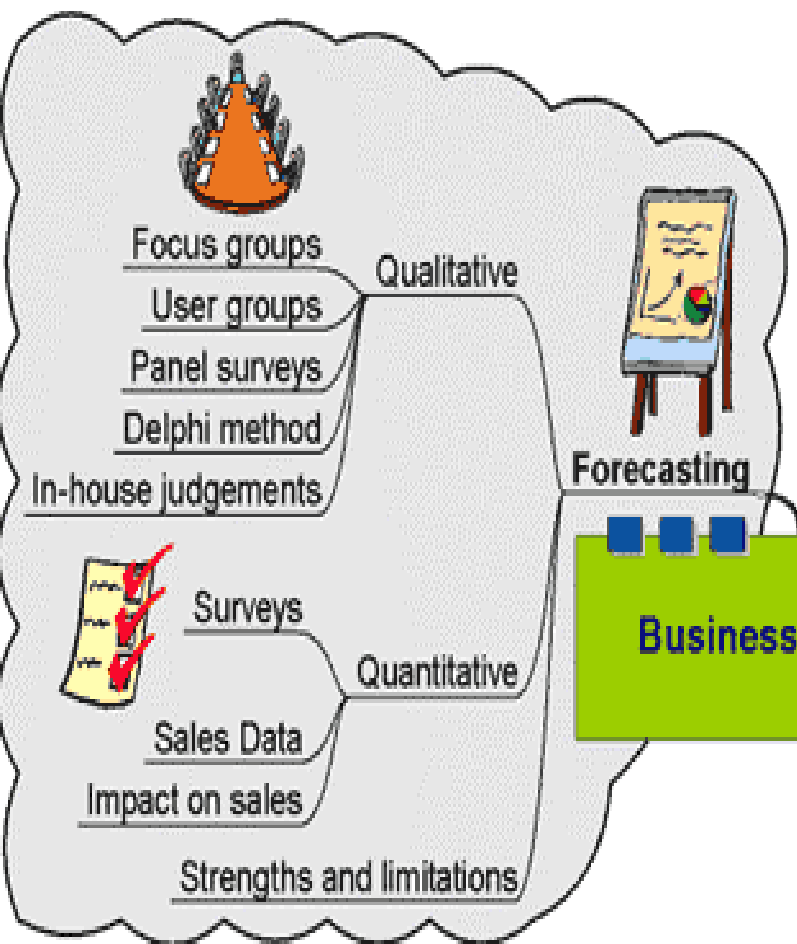 Focus groups
Qualitative
User groups
Panel surveys
Delphi method
In-house judgements
Forecasting
Surveys
Business
Quantitative
Sales Data
Impact on sales
Strengths and limitations